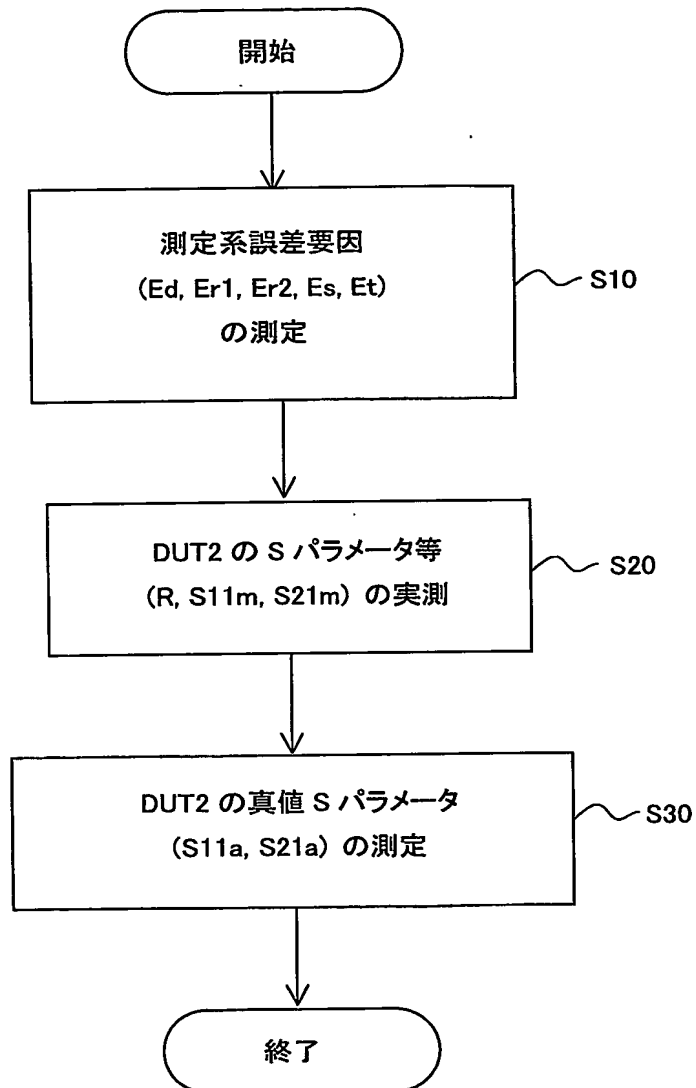 開始
測定系誤差要因
(Ed, Er1, Er2, Es, Et)
の測定
S10
DUT2 の S パラメータ等
(R, S11m, S21m) の実測
S20
DUT2 の真値 S パラメータ
(S11a, S21a) の測定
S30
終了